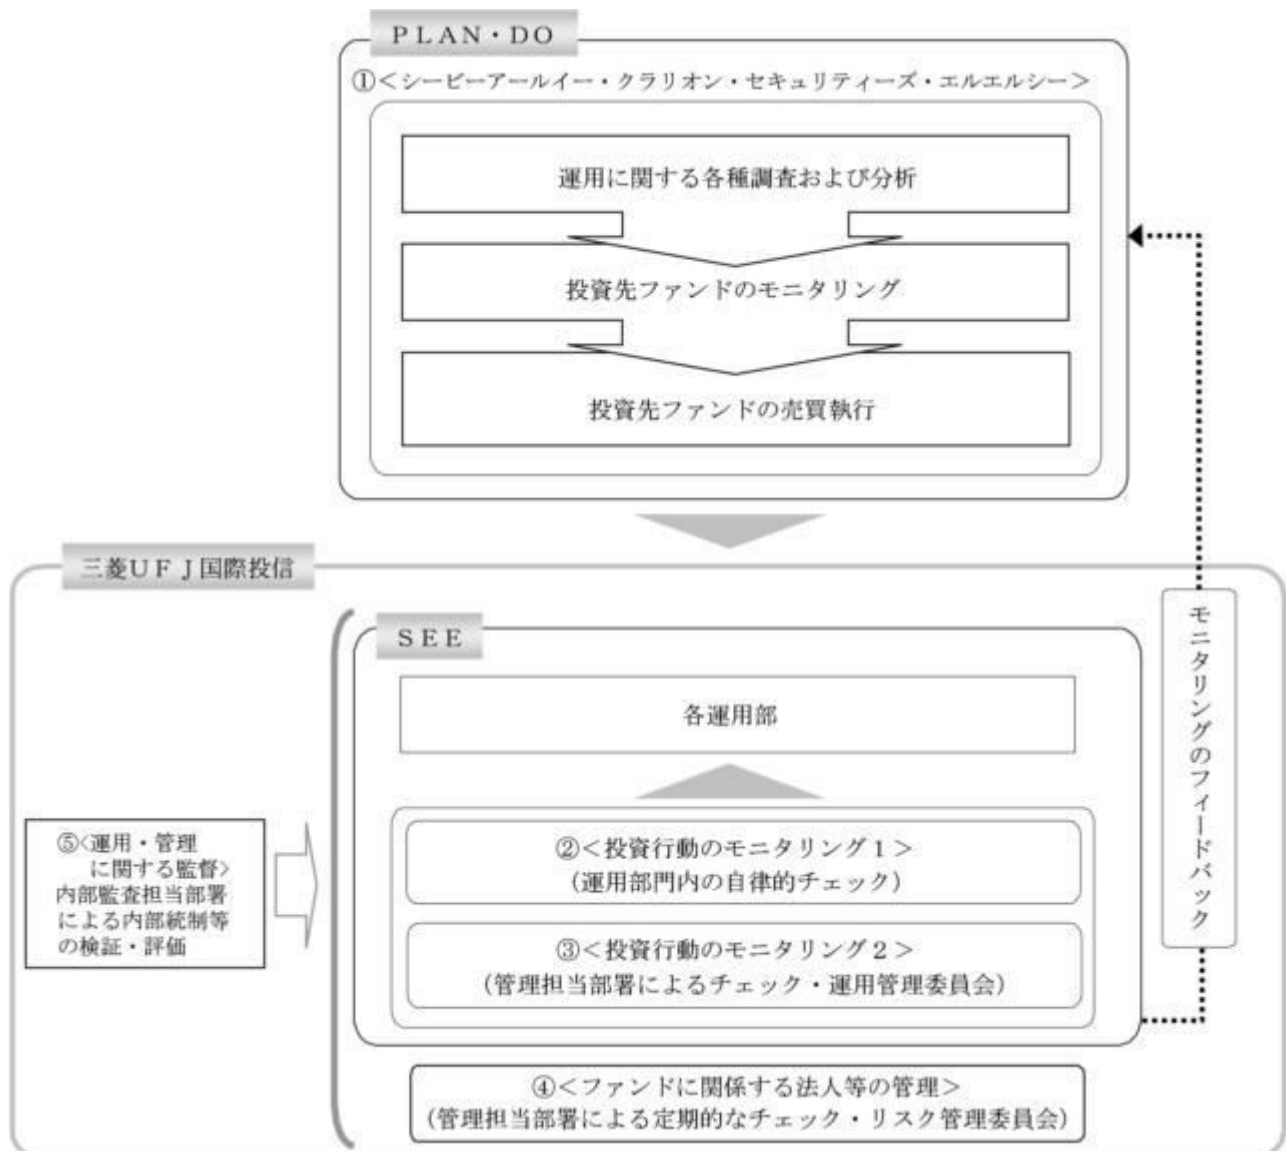 PLAN・DO
①＜シービーアールイー・クラリオン・セキュリティーズ・エルエルシー＞
運用に関する各種調査および分析
投資先ファンドのモニタリング
投資先ファンドの売買執行
三菱ＵＦＪ国際投信
SEE
各運用部
②＜投資行動のモニタリング１＞
（運用部門内の自律的チェック）
③＜投資行動のモニタリング２＞
（管理担当部署によるチェック・運用管理委員会）
④＜ファンドに関係する法人等の管理＞
（管理担当部署による定期的なチェック・リスク管理委員会）
⑤<運用・管理
に関する監督>
内部監査担当部署
による内部統制等
の検証・評価
モニタリングのフィードバック